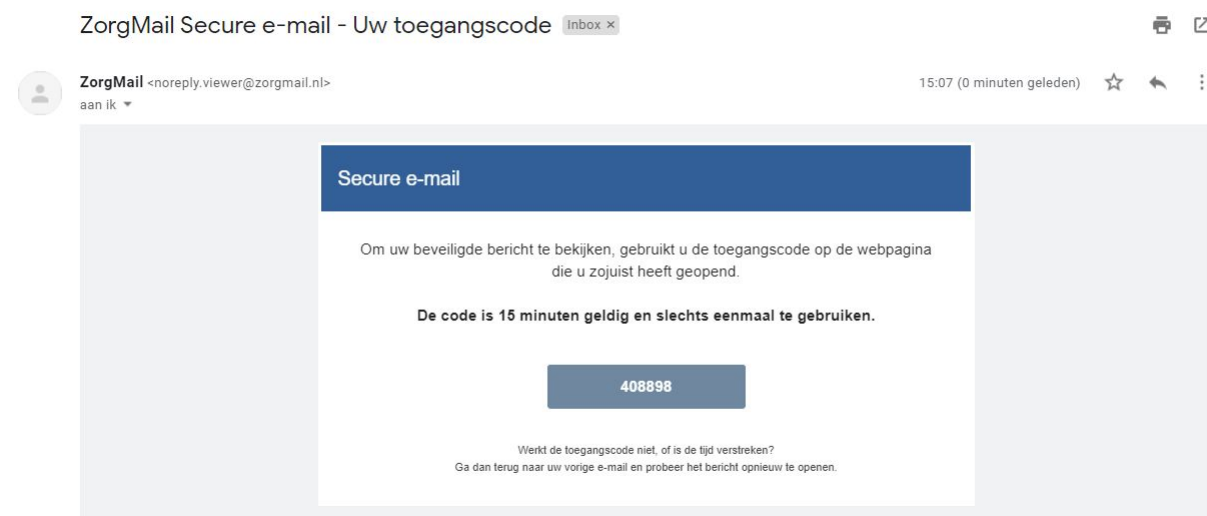 ZorgMail Secure e-mail - Uw toegangscode Inbox ×
ZorgMail <noreply.viewer@zorgmail.nl> 15:07 (0 minuten geleden)
aan ik
Secure e-mail
Om uw beveiligde bericht te bekijken, gebruikt u de toegangscode op de webpagina
die u zojuist heeft geopend.
De code is 15 minuten geldig en slechts eenmaal te gebruiken.
408898
Werkt de toegangscode niet, of is de tijd verstreken?
Ga dan terug naar uw vorige e-mail en probeer het bericht opnieuw te openen.